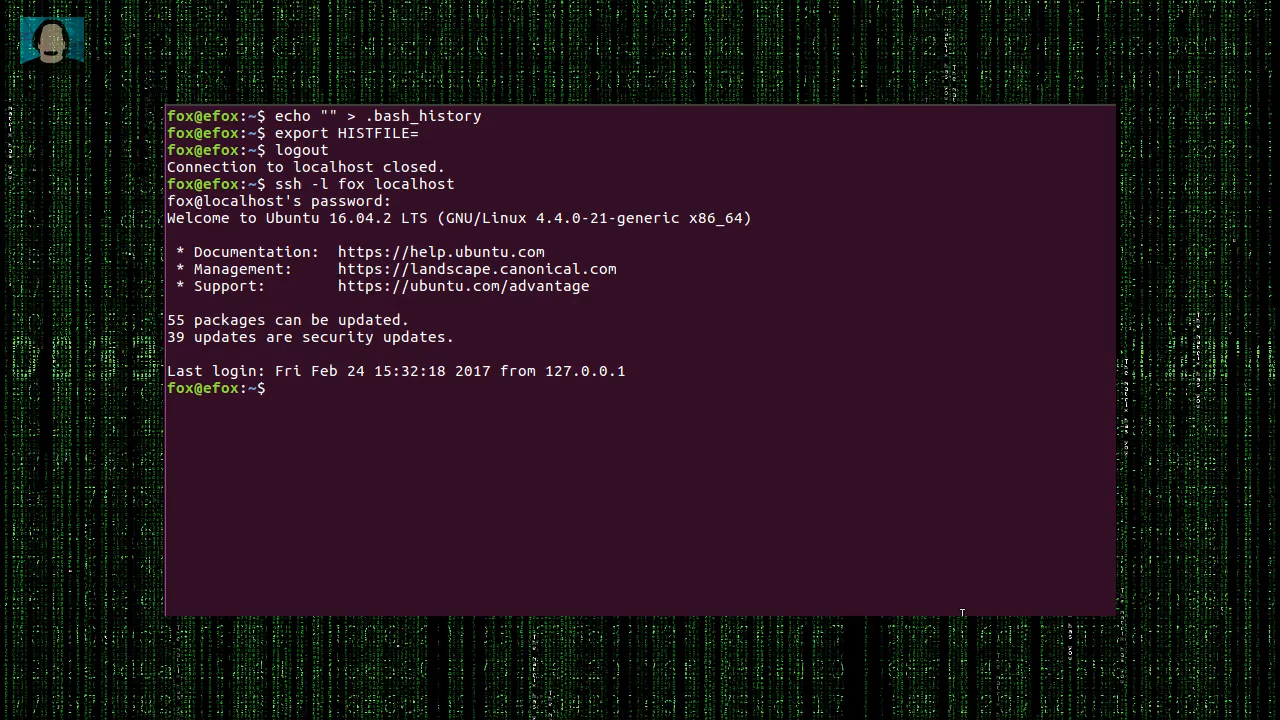 fox@efox:~$ echo "" > .bash_history
fox@efox:~$ export HISTFILE=
fox@efox:~$ logout
Connection to localhost closed.
fox@efox:~$ ssh -l fox localhost
fox@localhost's password:
Welcome to Ubuntu 16.04.2 LTS (GNU/Linux 4.4.0-21-generic x86_64)
 * Documentation:  https://help.ubuntu.com
 * Management:     https://landscape.canonical.com
 * Support:        https://ubuntu.com/advantage
55 packages can be updated.
39 updates are security updates.
Last login: Fri Feb 24 15:32:18 2017 from 127.0.0.1
fox@efox:~$